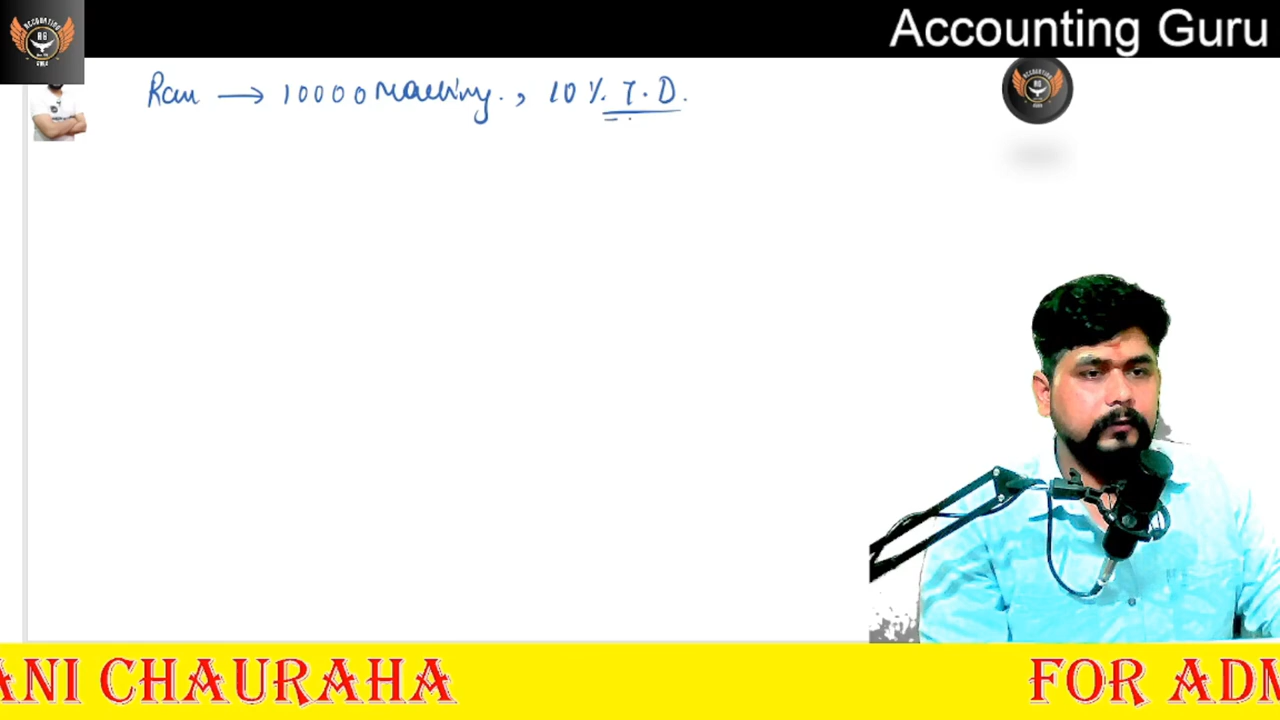 Accounting Guru
Ram → 10000 Machinery. , 10 % T.D.
ANI CHAURAHA FOR ADM